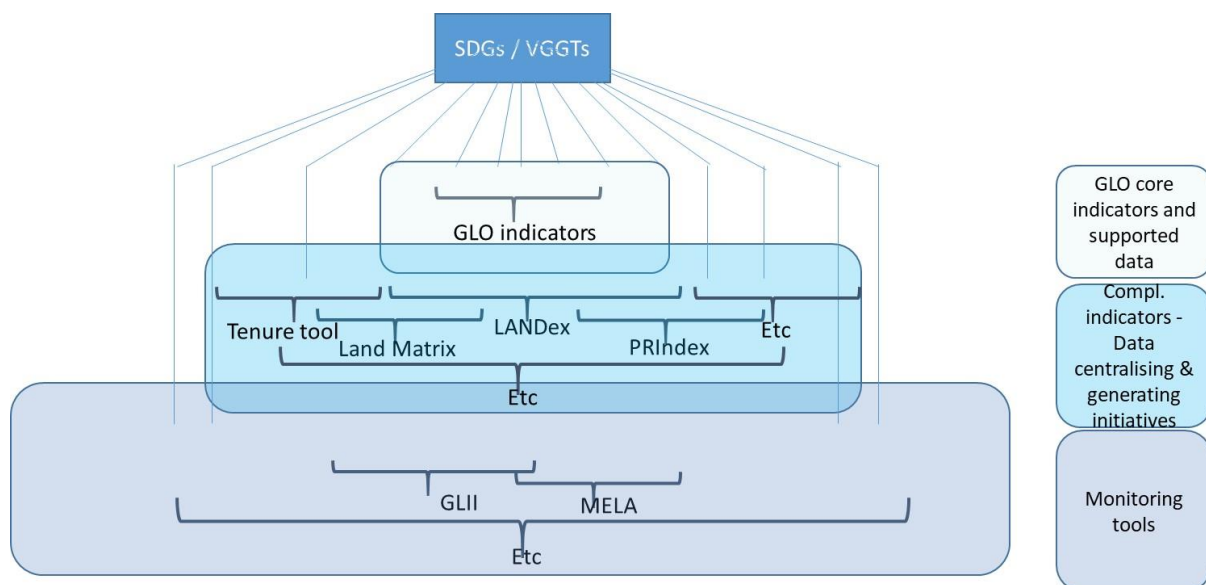 SDGs / VGGTs
GLO indicators
Tenure tool
Land Matrix
LANDex
PRIndex
Etc
Etc
GLII
MELA
Etc
GLO core
indicators and
supported
data
Compl.
indicators -
Data
centralising &
generating
initiatives
Monitoring
tools